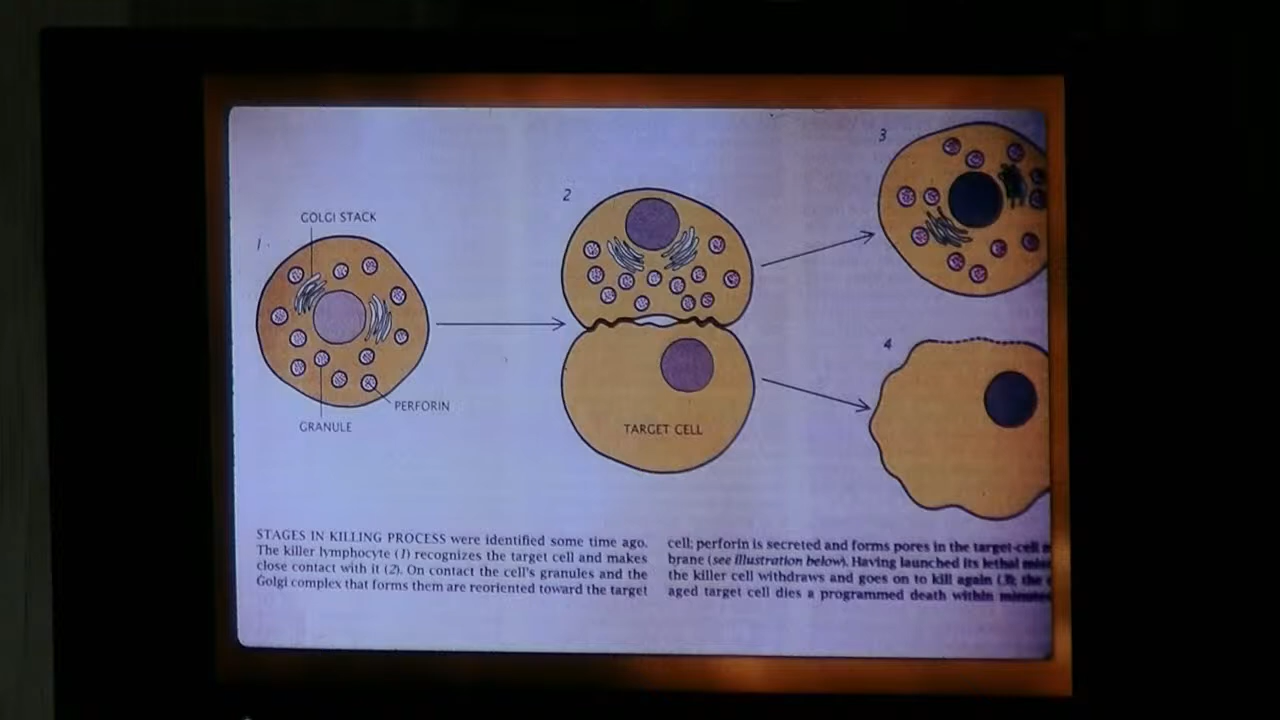 3
2
GOLGI STACK
1.
4
PERFORIN
GRANULE
TARGET CELL
STAGES IN KILLING PROCESS were identified some time ago.
The killer lymphocyte (1) recognizes the target cell and makes
close contact with it (2). On contact the cell's granules and the
Golgi complex that forms them are reoriented toward the target
cell; perforin is secreted and forms pores in the target-cell
brane (see illustration below). Having launched its lethal
the killer cell withdraws and goes on to kill again (3); the
aged target cell dies a programmed death within minutes